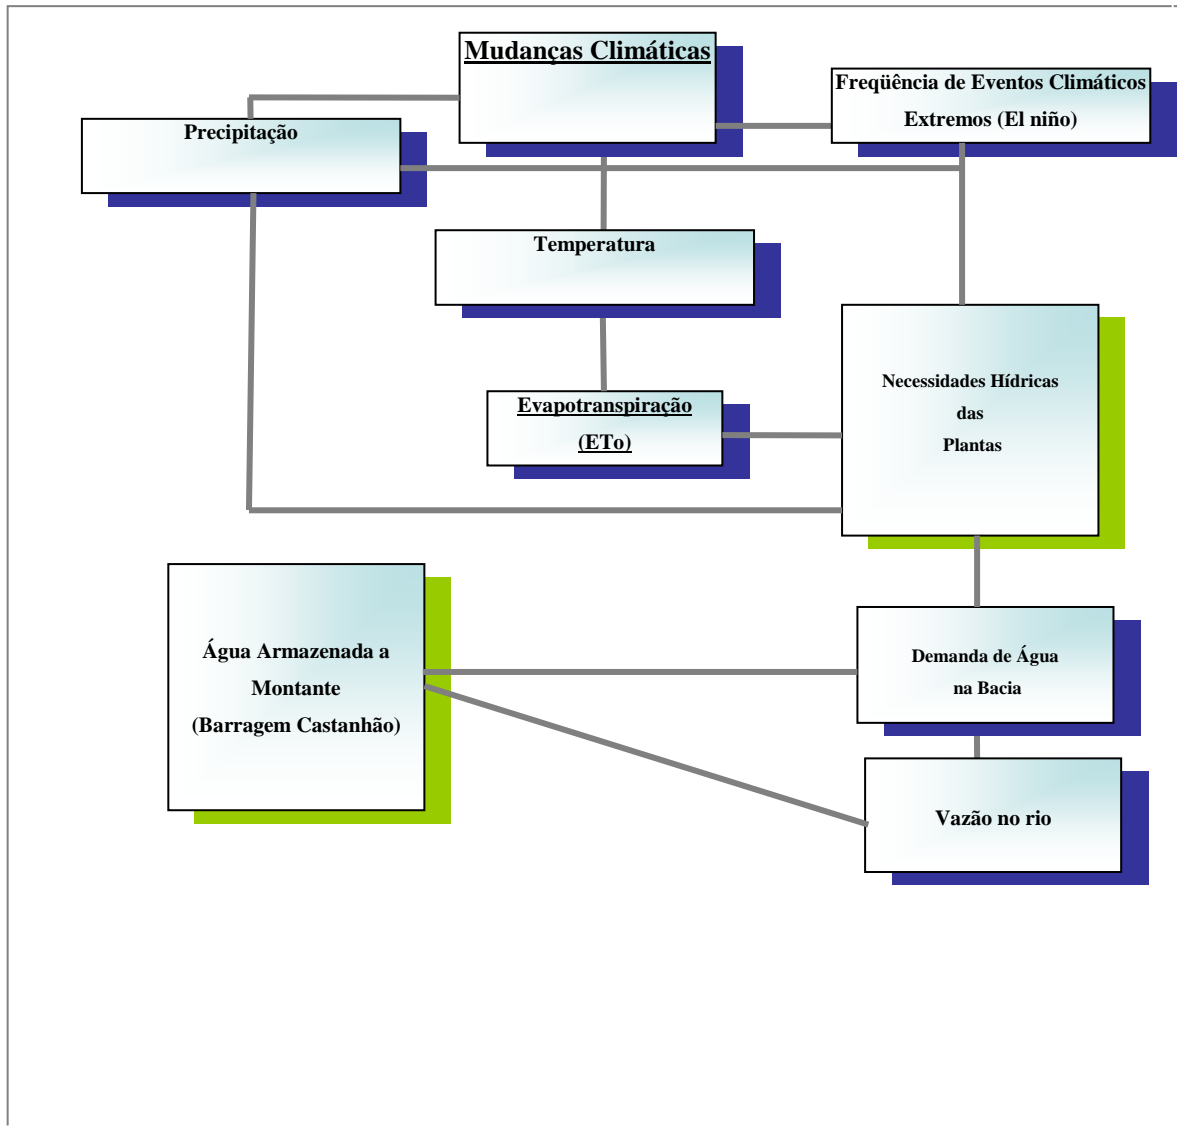 Mudanças Climáticas
Freqüência de Eventos Climáticos
Extremos (El niño)
Precipitação
Temperatura
Necessidades Hídricas
das
Plantas
Evapotranspiração
(ETo)
Água Armazenada a
Montante
(Barragem Castanhão)
Demanda de Água
na Bacia
Vazão no rio